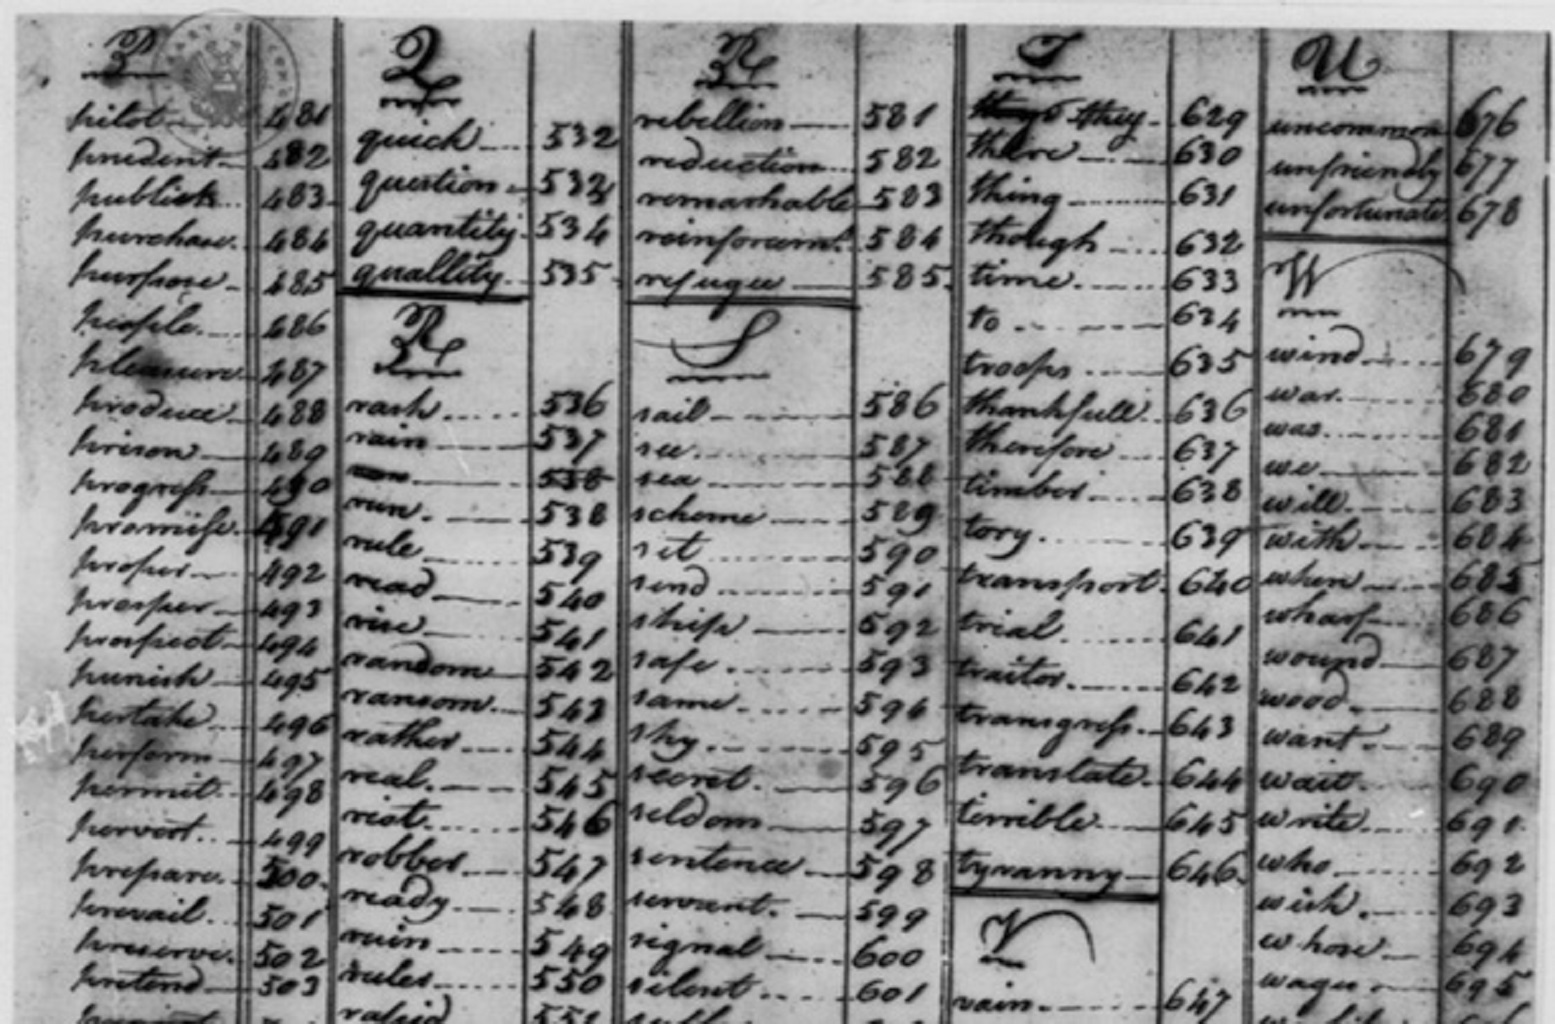 P
pilot 481
prudent 482
publick 483
purchase 484
purpose 485
people 486
pleasure 487
produce 488
prison 489
progress 490
promise 491
proper 492
prosper 493
prospect 494
punish 495
pertake 496
perform 497
permit 498
pervert 499
prepare 500
prevail 501
preserve 502
pretend 503
Q
quick 532
question 533
quantity 534
quallity 535
R
rash 536
rain 537
538
run 538
rule 539
read 540
rise 541
random 542
ransom 543
rather 544
real 545
riot 546
robber 547
ready 548
ruin 549
ruler 550
rapid 551
R
rebellion 581
reduction 582
remarkable 583
reinforcemt. 584
refugee 585
S
sail 586
see 587
sea 588
scheme 589
set 590
send 591
ship 592
safe 593
same 594
sky 595
secret 596
seldom 597
sentence 598
servant 599
signal 600
silent 601
T
they 629
there 630
thing 631
though 632
time 633
to 634
troops 635
thankfull 636
therefore 637
timber 638
tory 639
transport 640
trial 641
traitor 642
transgress 643
translate 644
terrible 645
tyranny 646
V
vain 647
U
uncommon 676
unfriendly 677
unfortunate 678
W
wind 679
war 680
was 681
we 682
will 683
with 684
when 685
wharf 686
wound 687
wood 688
want 689
wait 690
write 691
who 692
wish 693
whose 694
wages 695